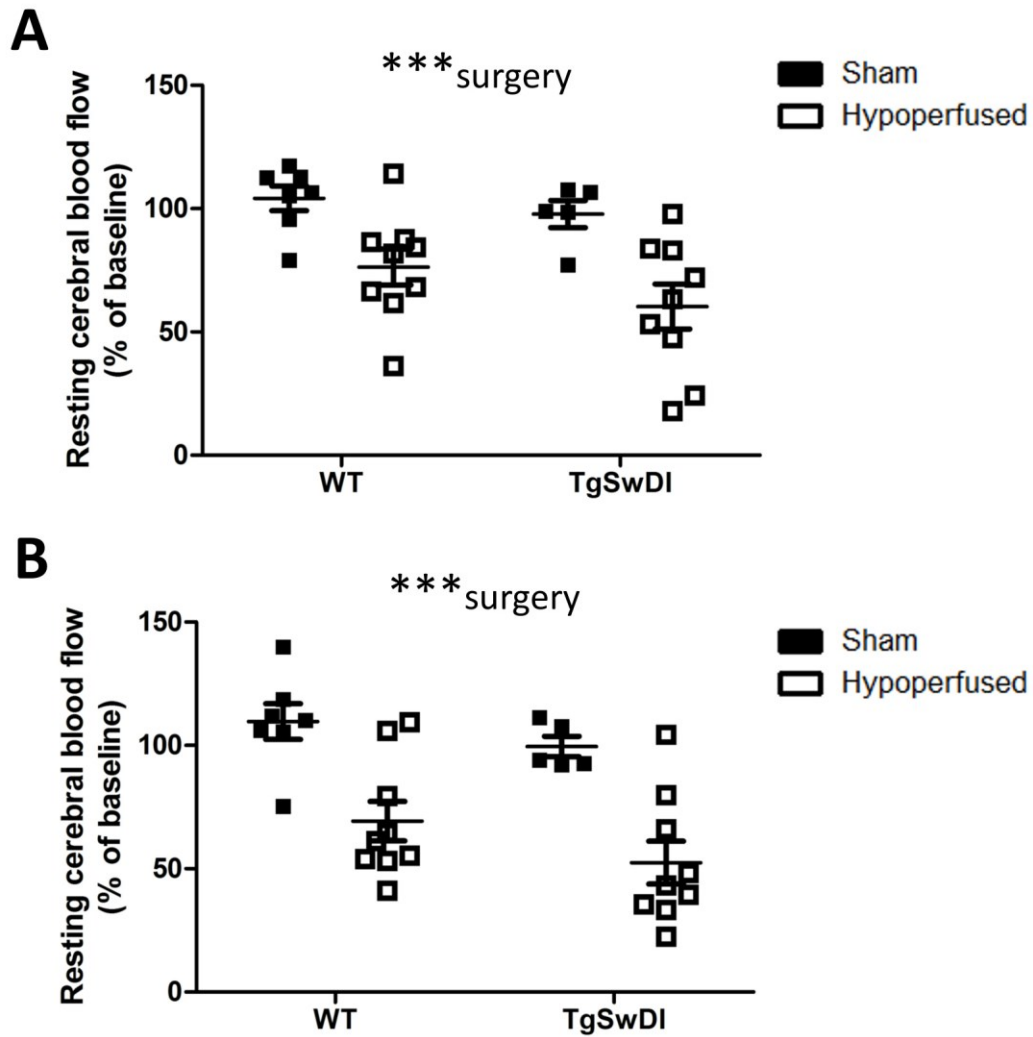 A
***surgery
Sham
Hypoperfused
Resting cerebral blood flow
(% of baseline)
150
100
50
0
WT
TgSwDI
B
***surgery
Sham
Hypoperfused
Resting cerebral blood flow
(% of baseline)
150
100
50
0
WT
TgSwDI